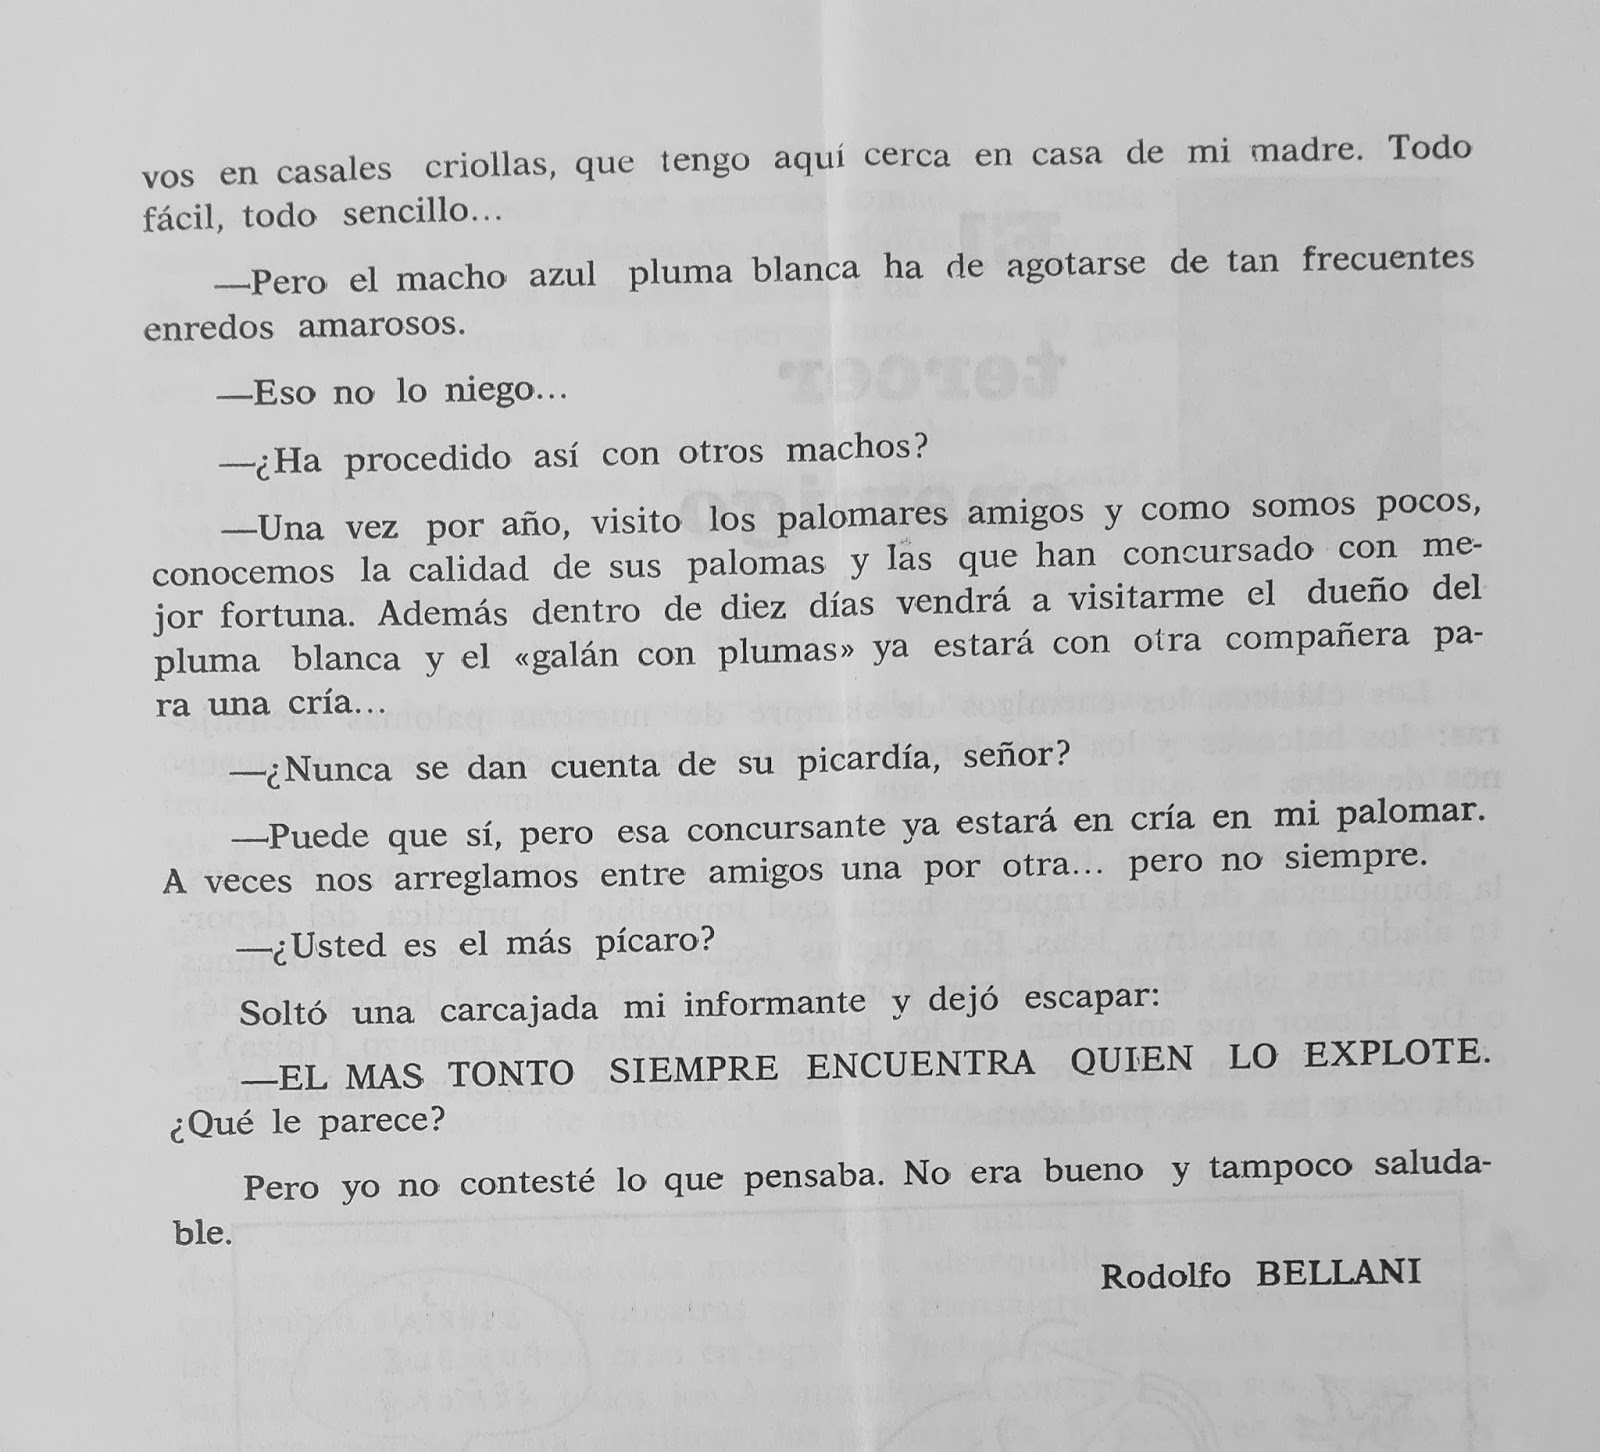 vos en casales criollas, que tengo aquí cerca en casa de mi madre. Todo
fácil, todo sencillo...
—Pero el macho azul pluma blanca ha de agotarse de tan frecuentes
enredos amarosos.
—Eso no lo niego...
—¿Ha procedido así con otros machos?
—Una vez por año, visito los palomares amigos y como somos pocos,
conocemos la calidad de sus palomas y las que han concursado con me-
jor fortuna. Además dentro de diez días vendrá a visitarme el dueño del
pluma blanca y el «galán con plumas» ya estará con otra compañera pa-
ra una cría...
—¿Nunca se dan cuenta de su picardía, señor?
—Puede que sí, pero esa concursante ya estará en cría en mi palomar.
A veces nos arreglamos entre amigos una por otra... pero no siempre.
—¿Usted es el más pícaro?
Soltó una carcajada mi informante y dejó escapar:
—EL MAS TONTO SIEMPRE ENCUENTRA QUIEN LO EXPLOTE.
¿Qué le parece?
Pero yo no contesté lo que pensaba. No era bueno y tampoco saluda-
ble.
Rodolfo BELLANI